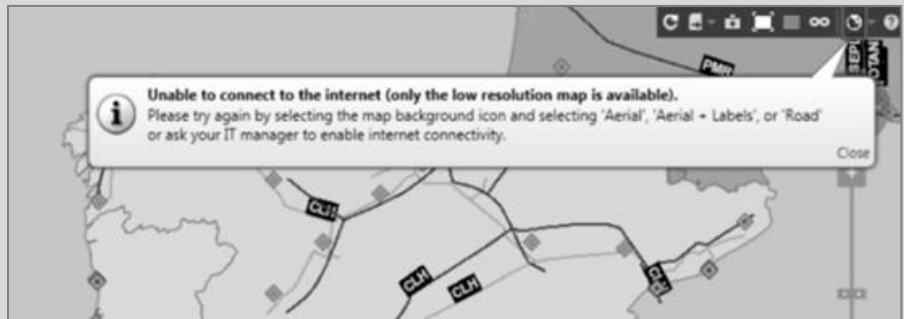 PMR
SEPU
OTAN
Unable to connect to the internet (only the low resolution map is available).
Please try again by selecting the map background icon and selecting 'Aerial', 'Aerial + Labels', or 'Road'
or ask your IT manager to enable internet connectivity.
Close
CLH
CLH